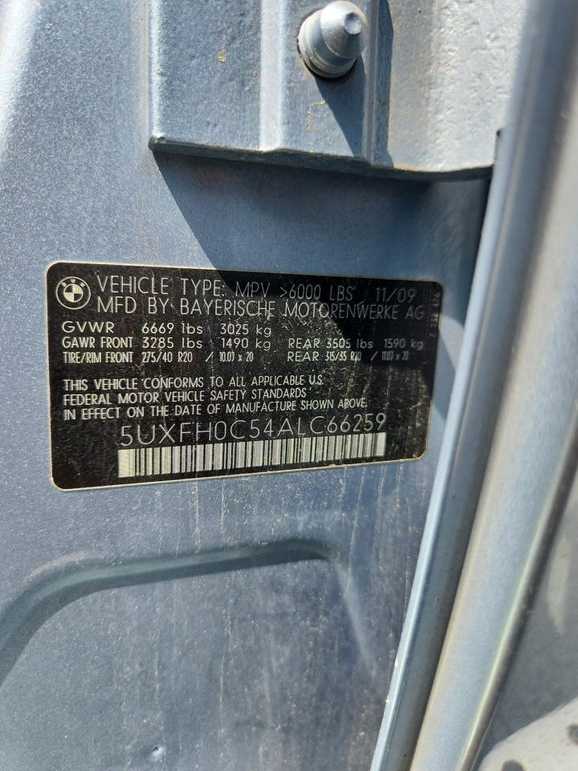 BMW
VEHICLE TYPE: MPV >6000 LBS 11/09
MFD BY BAYERISCHE MOTORENWERKE AG
GVWR 6669 lbs 3025 kg
GAWR FRONT 3285 lbs 1490 kg REAR 3505 lbs 1590 kg
TIRE/RIM FRONT 275/40 R20 / 10.0J x 20 REAR 315/35 R20 / 11.0J x 20
THIS VEHICLE CONFORMS TO ALL APPLICABLE U.S.
FEDERAL MOTOR VEHICLE SAFETY STANDARDS
IN EFFECT ON THE DATE OF MANUFACTURE SHOWN ABOVE.
5UXFH0C54ALC66259